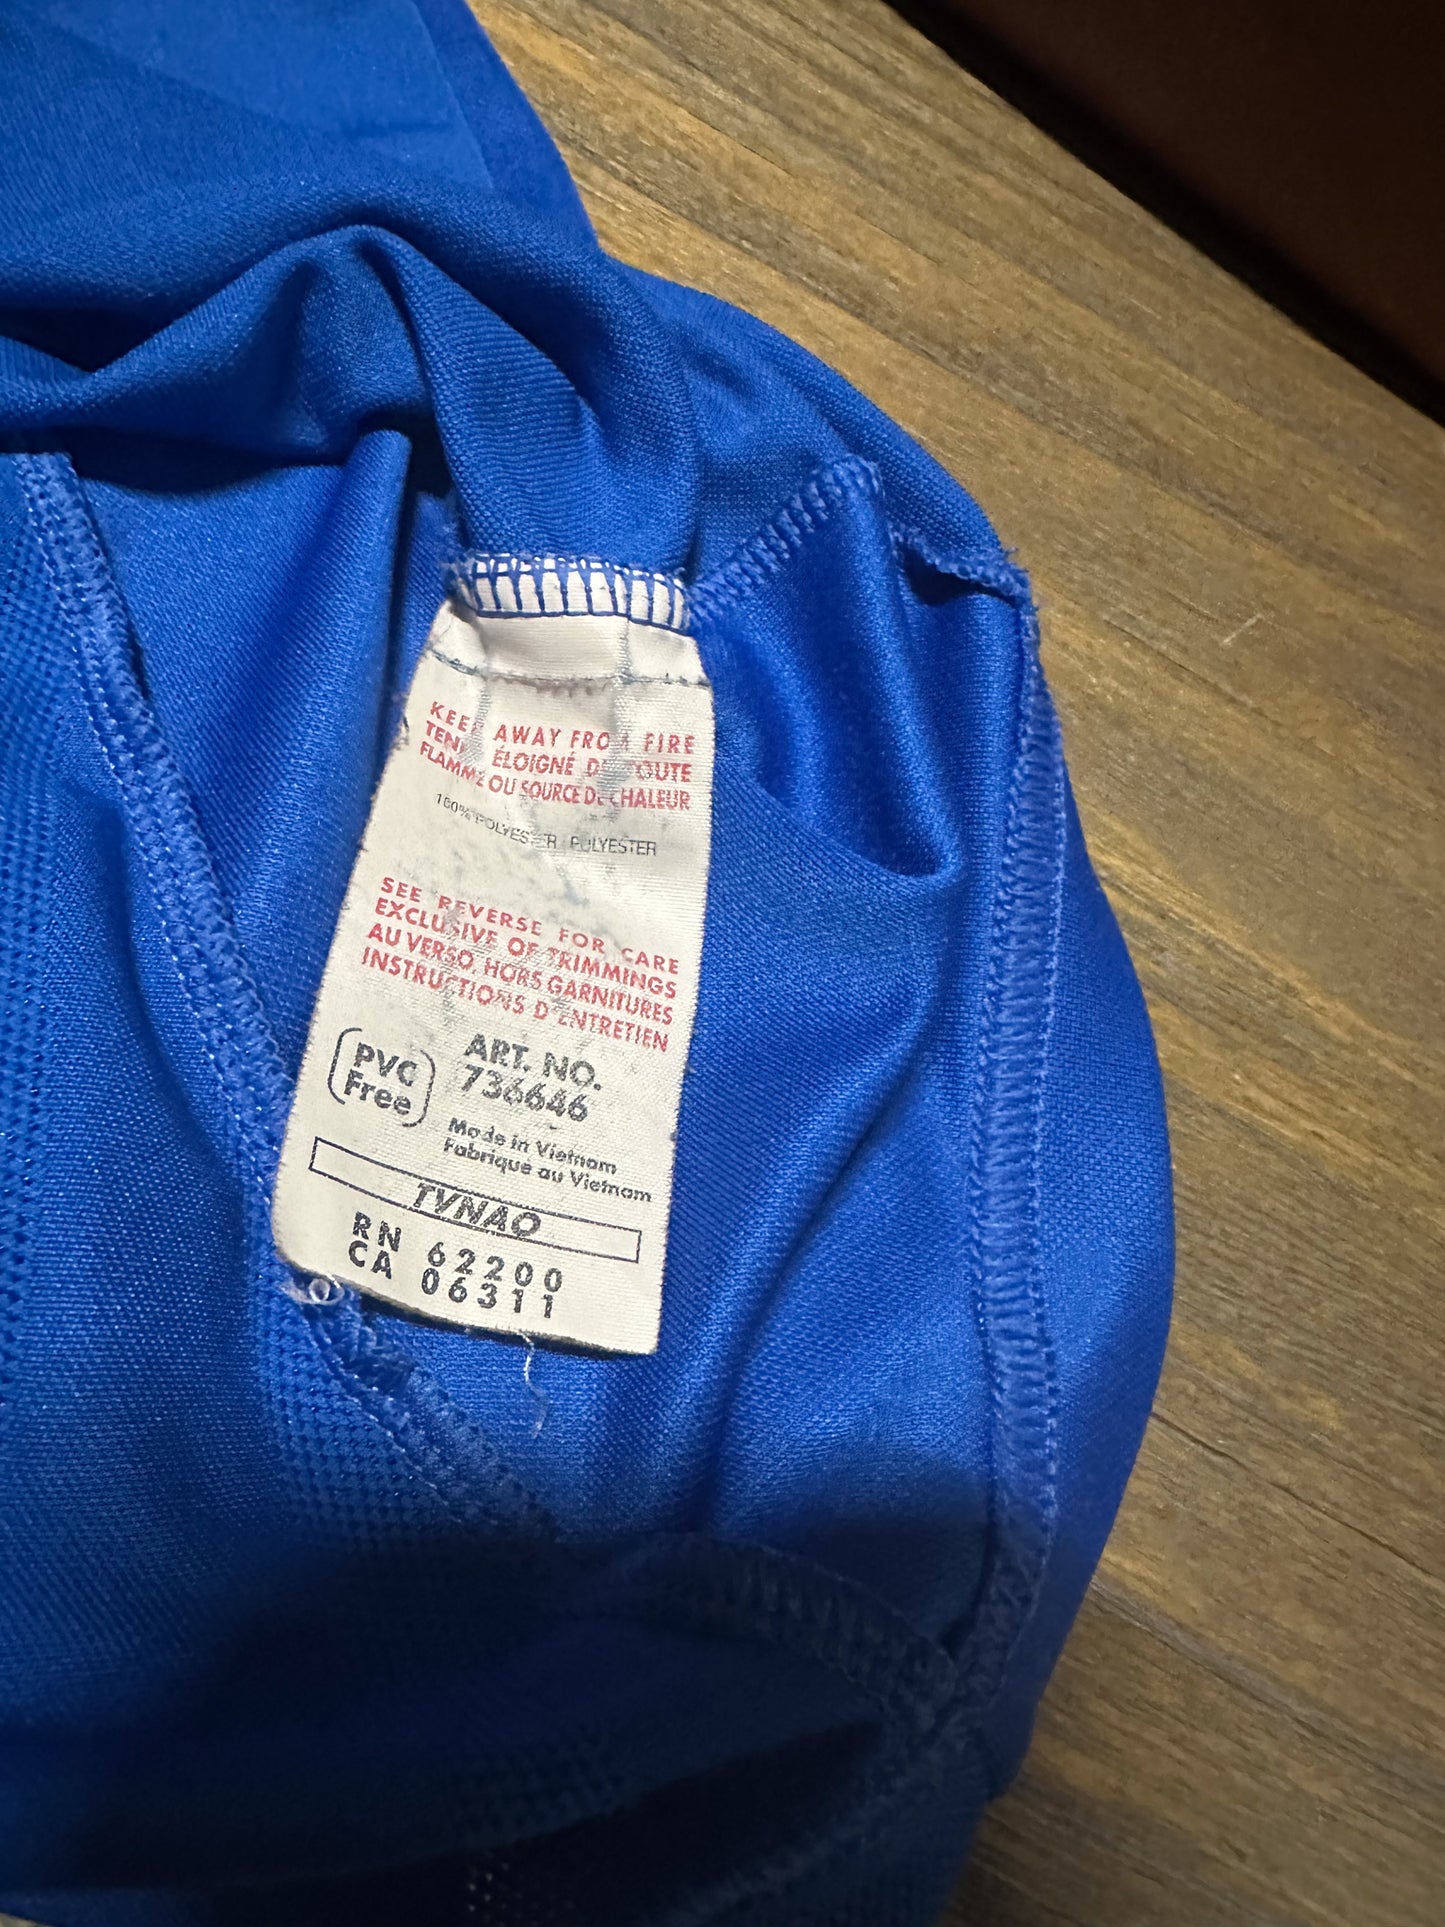 KEEP AWAY FROM FIRE
TENIR ÉLOIGNÉ DE TOUTE
FLAMME OU SOURCE DE CHALEUR
100% POLYESTER / POLYESTER
SEE REVERSE FOR CARE
EXCLUSIVE OF TRIMMINGS
AU VERSO, HORS GARNITURES
INSTRUCTIONS D'ENTRETIEN
PVC
Free
ART. NO.
736646
Made in Vietnam
Fabrique au Vietnam
TVNAO
RN 62200
CA 06311